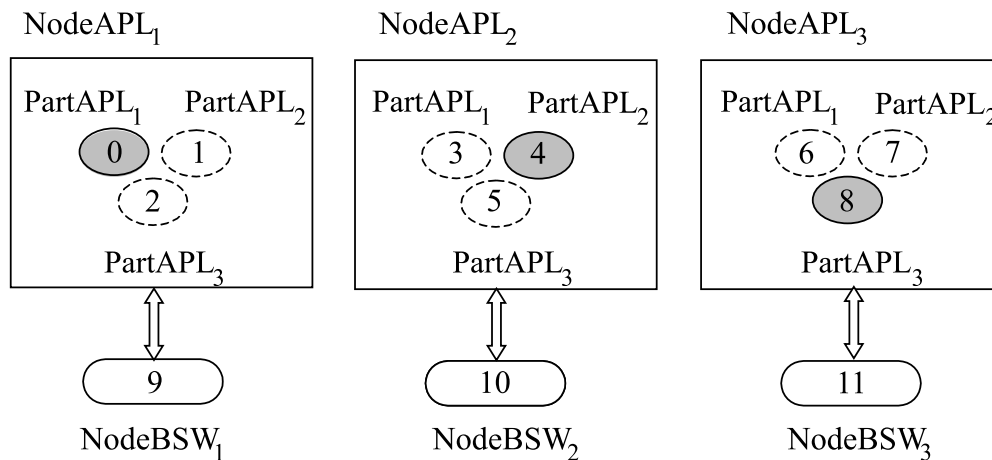 NodeAPL₁ NodeAPL₂ NodeAPL₃
PartAPL₁ PartAPL₂ PartAPL₁ PartAPL₂ PartAPL₁ PartAPL₂
0 1 3 4 6 7
2 5 8
PartAPL₃ PartAPL₃ PartAPL₃
9 10 11
NodeBSW₁ NodeBSW₂ NodeBSW₃